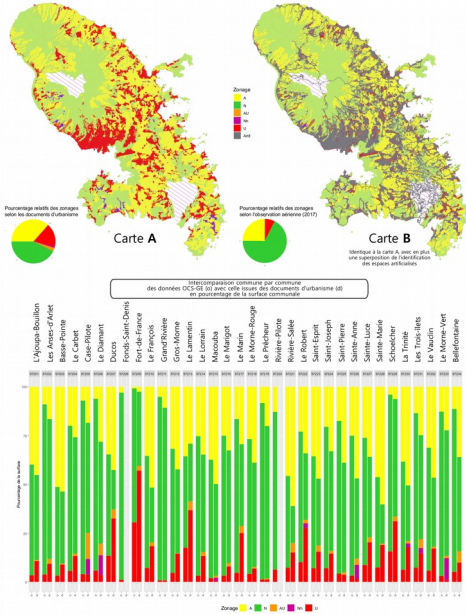 Zonage
A
N
AU
Nh
U
Artif
Pourcentage relatifs des zonages
selon les documents d'urbanisme
Carte A
Pourcentage relatifs des zonages
selon l'observation aérienne (2017)
Carte B
Identique à la carte A, avec en plus
une superposition de l'identification
des espaces artificialisés
Intercomparaison commune par commune
des données OCS-GE (o) avec celle issues des documents d'urbanisme (d)
en pourcentage de la surface communale
L'Ajoupa-Bouillon
Les Anses-d'Arlet
Basse-Pointe
Le Carbet
Case-Pilote
Le Diamant
Ducos
Fonds-Saint-Denis
Fort-de-France
Le François
Grand'Rivière
Gros-Morne
Le Lamentin
Le Lorrain
Macouba
Le Marigot
Le Marin
Le Morne-Rouge
Le Prêcheur
Rivière-Pilote
Rivière-Salée
Le Robert
Saint-Esprit
Saint-Joseph
Saint-Pierre
Sainte-Anne
Sainte-Luce
Sainte-Marie
Schoelcher
La Trinité
Les Trois-Ilets
Le Vauclin
Le Morne-Vert
Bellefontaine
Pourcentage de la surface
100
75
50
25
0
Zonage A N AU Nh U